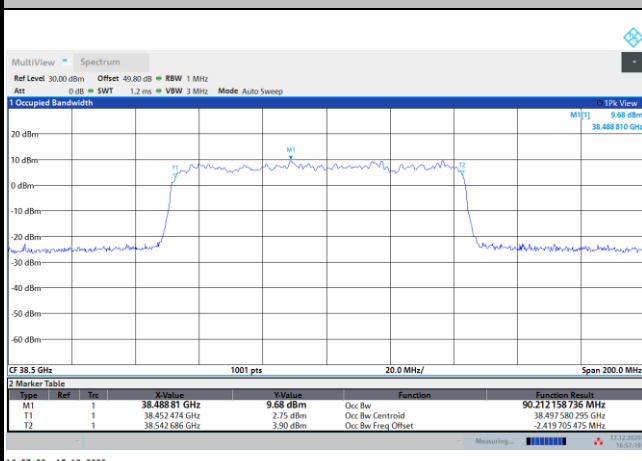 MultiView Spectrum
Ref Level 30.00 dBm Offset 49.80 dB RBW 1 MHz
Att 0 dB SWT 1.2 ms VBW 3 MHz Mode Auto Sweep
1 Occupied Bandwidth 1Pk View
M1[1] 9.68 dBm
38.488 810 GHz
20 dBm
M1
10 dBm
T1 T2
0 dBm
-10 dBm
-20 dBm
-30 dBm
-40 dBm
-50 dBm
-60 dBm
CF 38.5 GHz 1001 pts 20.0 MHz/ Span 200.0 MHz
2 Marker Table
Type Ref Trc X-Value Y-Value Function Function Result
M1 1 38.488 81 GHz 9.68 dBm Occ Bw 90.212 158 736 MHz
T1 1 38.452 474 GHz 2.75 dBm Occ Bw Centroid 38.497 580 295 GHz
T2 1 38.542 686 GHz 3.90 dBm Occ Bw Freq Offset -2.419 705 475 MHz
Measuring... 17.12.2020
16:57:19